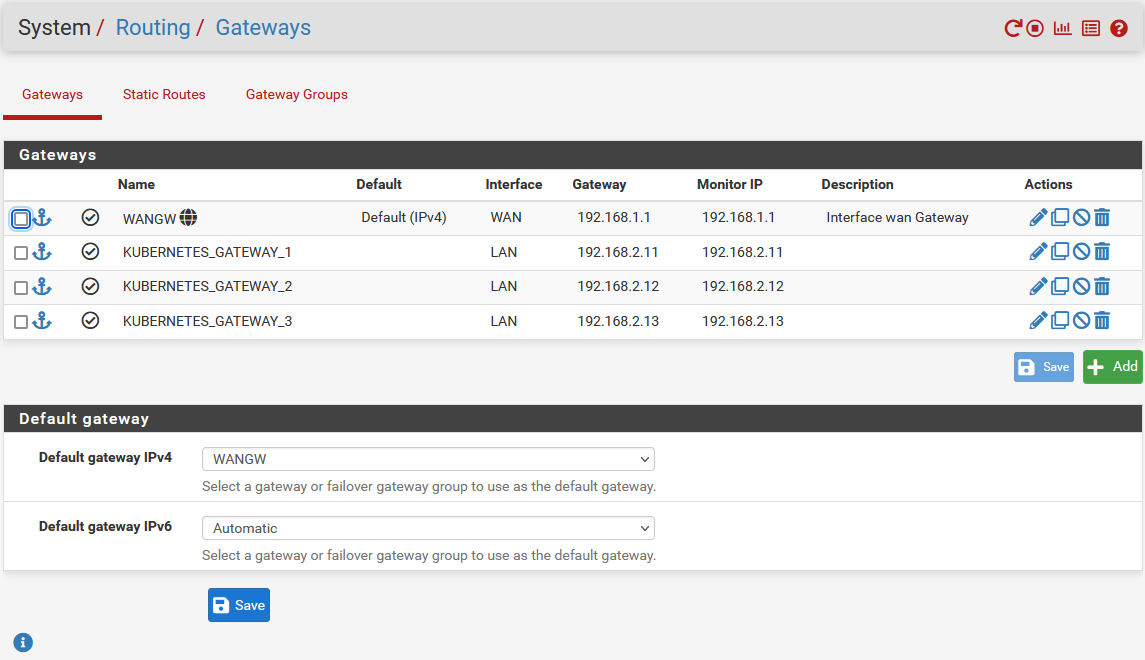 System / Routing / Gateways
Gateways Static Routes Gateway Groups
Gateways
Name Default Interface Gateway Monitor IP Description Actions
WANGW Default (IPv4) WAN 192.168.1.1 192.168.1.1 Interface wan Gateway
KUBERNETES_GATEWAY_1 LAN 192.168.2.11 192.168.2.11
KUBERNETES_GATEWAY_2 LAN 192.168.2.12 192.168.2.12
KUBERNETES_GATEWAY_3 LAN 192.168.2.13 192.168.2.13
Save Add
Default gateway
Default gateway IPv4 WANGW
Select a gateway or failover gateway group to use as the default gateway.
Default gateway IPv6 Automatic
Select a gateway or failover gateway group to use as the default gateway.
Save